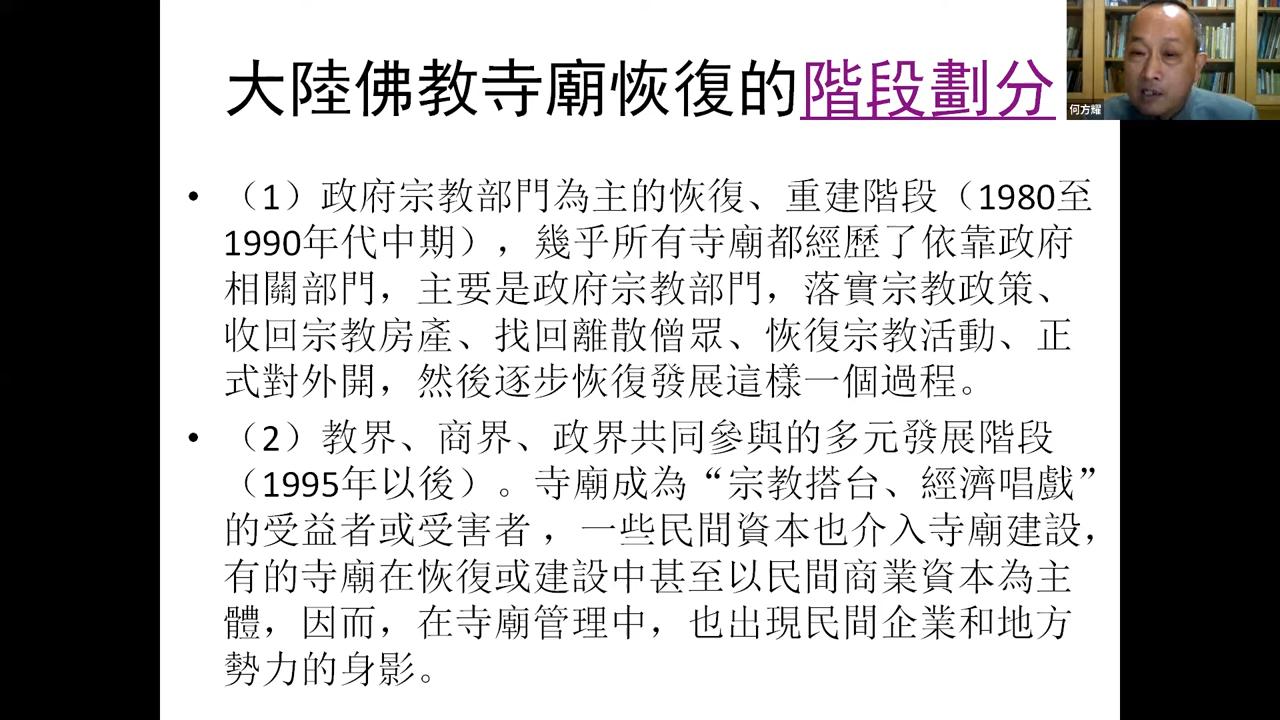 大陸佛教寺廟恢復的階段劃分
何方耀
• （1）政府宗教部門為主的恢復、重建階段（1980至
1990年代中期），幾乎所有寺廟都經歷了依靠政府
相關部門，主要是政府宗教部門，落實宗教政策、
收回宗教房產、找回離散僧眾、恢復宗教活動、正
式對外開，然後逐步恢復發展這樣一個過程。
• （2）教界、商界、政界共同參與的多元發展階段
（1995年以後）。寺廟成為“宗教搭台、經濟唱戲”
的受益者或受害者 ，一些民間資本也介入寺廟建設，
有的寺廟在恢復或建設中甚至以民間商業資本為主
體，因而，在寺廟管理中，也出現民間企業和地方
勢力的身影。